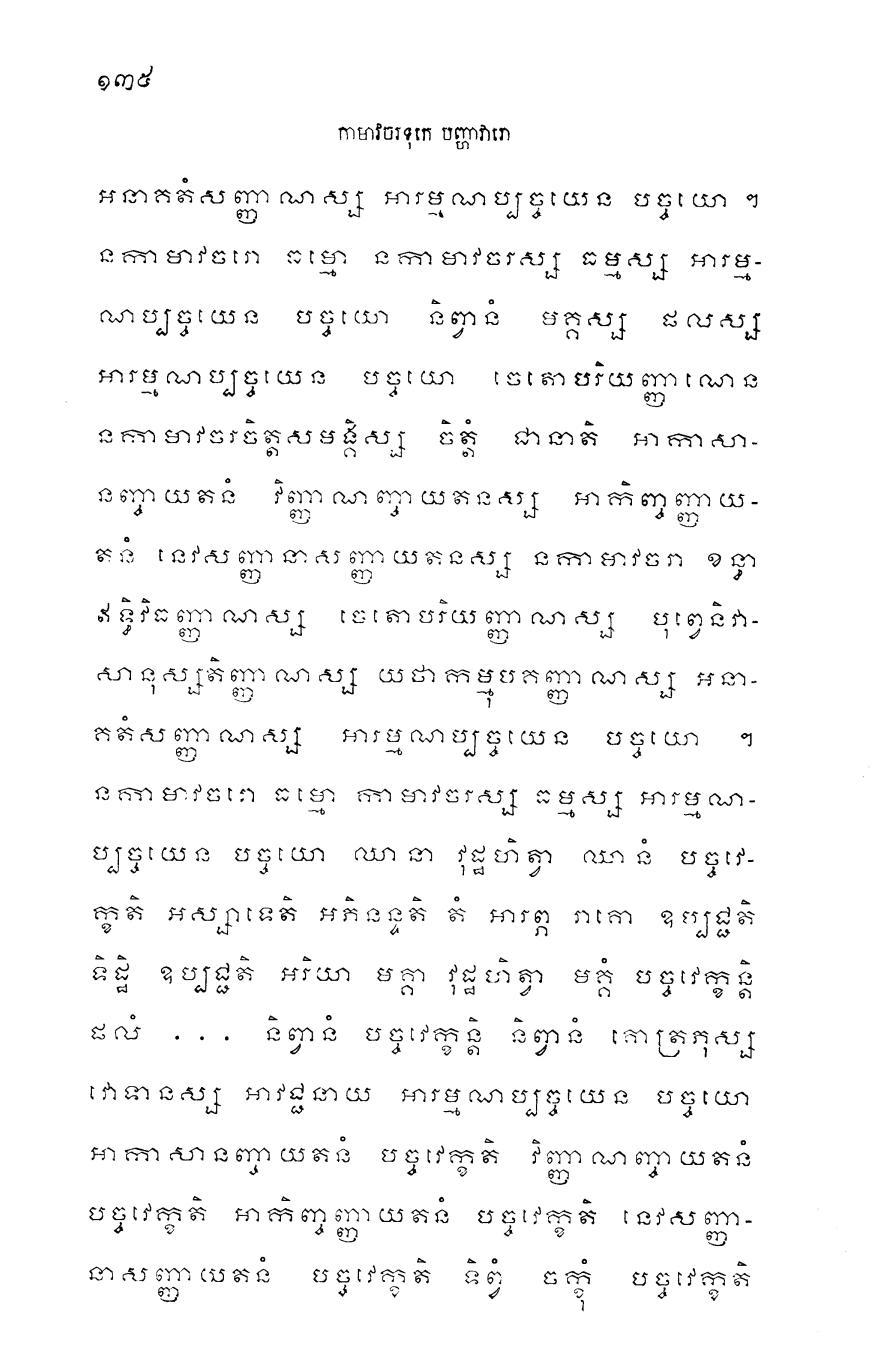 ១៣៥
កាមាវចរទុកេ បញ្ហាវារោ
អនាគតំសញ្ញាណស្ស អារម្មណប្បច្ចយេន បច្ចយោ ។
នកាមាវចរោ ធម្មោ នកាមាវចរស្ស ធម្មស្ស អារម្ម-
ណប្បច្ចយេន បច្ចយោ និព្វានំ មគ្គស្ស ផលស្ស
អារម្មណប្បច្ចយេន បច្ចយោ ចេតោបរិយញ្ញាណេន
នកាមាវចរចិត្តសមង្គិស្ស ចិត្តំ ជានាតិ អាកាសា-
នញ្ចាយតនំ វិញ្ញាណញ្ចាយតនស្ស អាកិញ្ចញ្ញាយ-
តនំ នេវសញ្ញានាសញ្ញាយតនស្ស នកាមាវចរា ខន្ធា
ឥទ្ធិវិធញ្ញាណស្ស ចេតោបរិយញ្ញាណស្ស បុព្វេនិវា-
សានុស្សតិញ្ញាណស្ស យថាកម្មុបគញ្ញាណស្ស អនា-
គតំសញ្ញាណស្ស អារម្មណប្បច្ចយេន បច្ចយោ ។
នកាមាវចរោ ធម្មោ កាមាវចរស្ស ធម្មស្ស អារម្មណ-
ប្បច្ចយេន បច្ចយោ ឈានា វុដ្ឋហិត្វា ឈានំ បច្ចវេ-
ក្ខតិ អស្សាទេតិ អភិនន្ទតិ តំ អារព្ភ រាគោ ឧប្បជ្ជតិ
ទិដ្ឋិ ឧប្បជ្ជតិ អរិយា មគ្គា វុដ្ឋហិត្វា មគ្គំ បច្ចវេក្ខន្តិ
ផលំ . . . និព្វានំ បច្ចវេក្ខន្តិ និព្វានំ គោត្រភុស្ស
វោទានស្ស អាវជ្ជនាយ អារម្មណប្បច្ចយេន បច្ចយោ
អាកាសានញ្ចាយតនំ បច្ចវេក្ខតិ វិញ្ញាណញ្ចាយតនំ
បច្ចវេក្ខតិ អាកិញ្ចញ្ញាយតនំ បច្ចវេក្ខតិ នេវសញ្ញា-
នាសញ្ញាយតនំ បច្ចវេក្ខតិ ទិព្វំ ចក្ខុំ បច្ចវេក្ខតិ